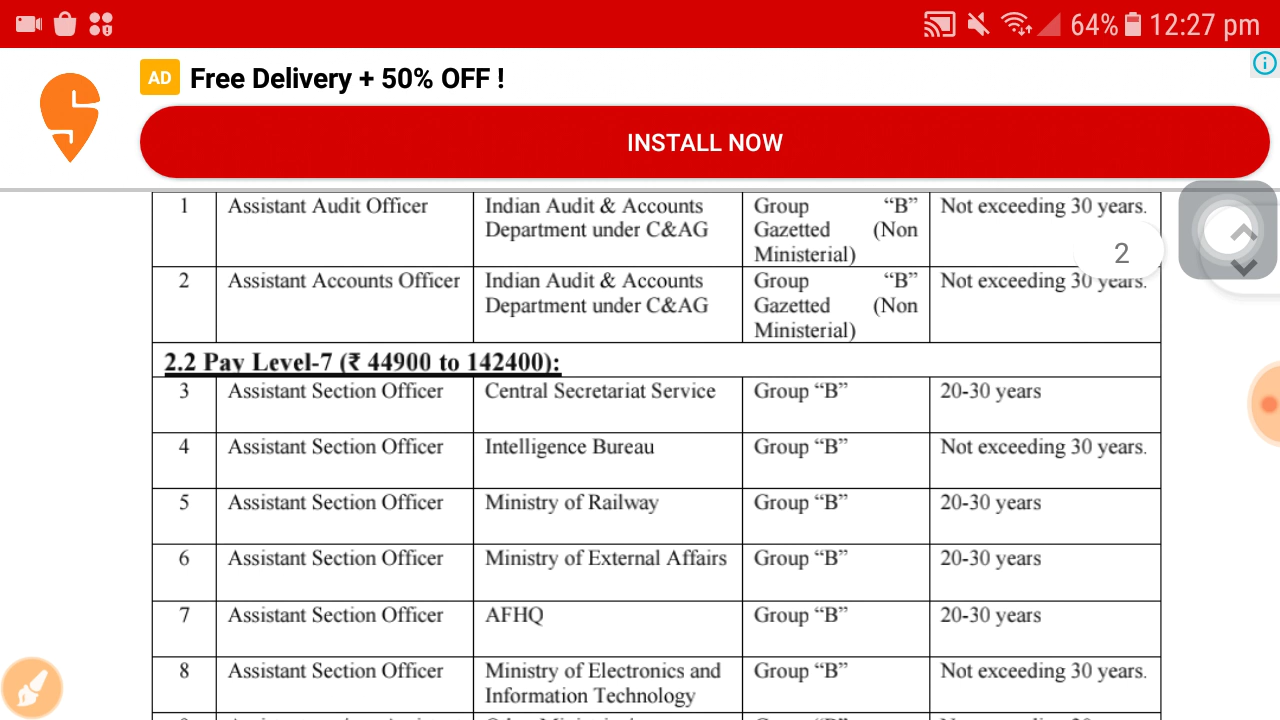 64% 12:27 pm
AD Free Delivery + 50% OFF !
INSTALL NOW
1 Assistant Audit Officer Indian Audit & Accounts Group “B” Not exceeding 30 years.
Department under C&AG Gazetted (Non
Ministerial)
2
2 Assistant Accounts Officer Indian Audit & Accounts Group “B” Not exceeding 30 years.
Department under C&AG Gazetted (Non
Ministerial)
2.2 Pay Level-7 (₹ 44900 to 142400):
3 Assistant Section Officer Central Secretariat Service Group “B” 20-30 years
4 Assistant Section Officer Intelligence Bureau Group “B” Not exceeding 30 years.
5 Assistant Section Officer Ministry of Railway Group “B” 20-30 years
6 Assistant Section Officer Ministry of External Affairs Group “B” 20-30 years
7 Assistant Section Officer AFHQ Group “B” 20-30 years
8 Assistant Section Officer Ministry of Electronics and Group “B” Not exceeding 30 years.
Information Technology